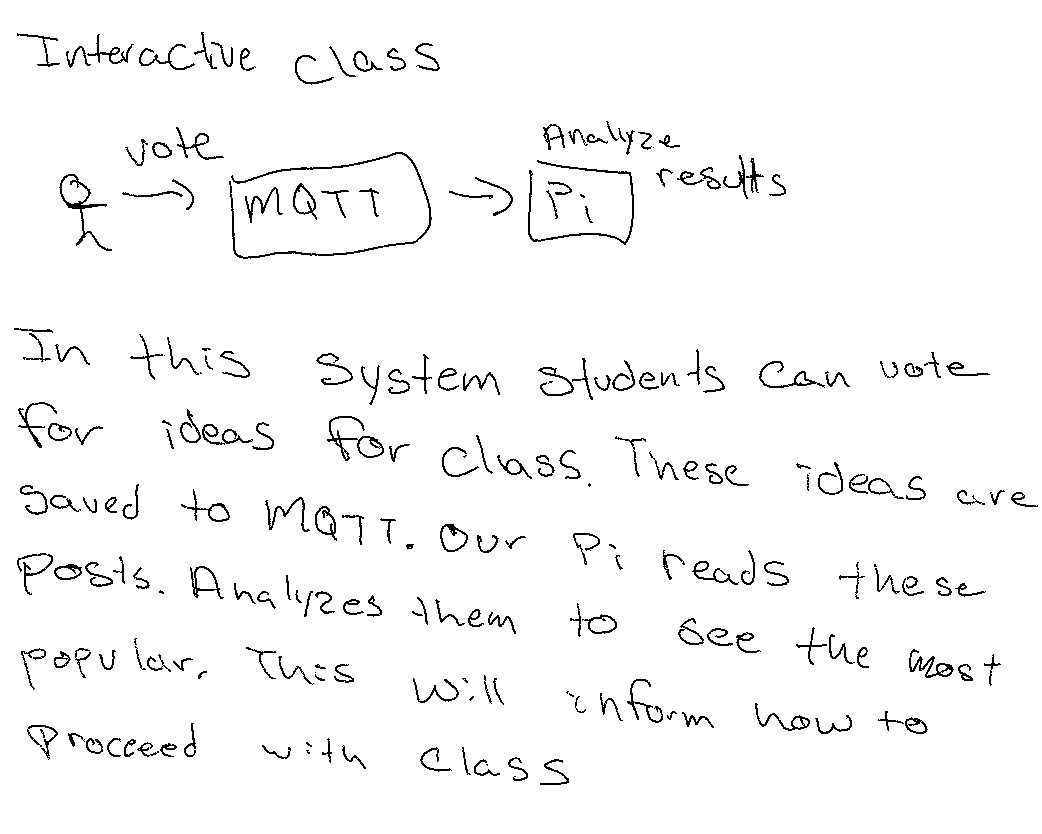 Interactive class
vote
MQTT
Analyze
Pi
results
In this system students can vote
for ideas for class. These ideas are
saved to MQTT. Our Pi reads these
posts. Analyzes them to see the most
popular. This will inform how to
proceed with class